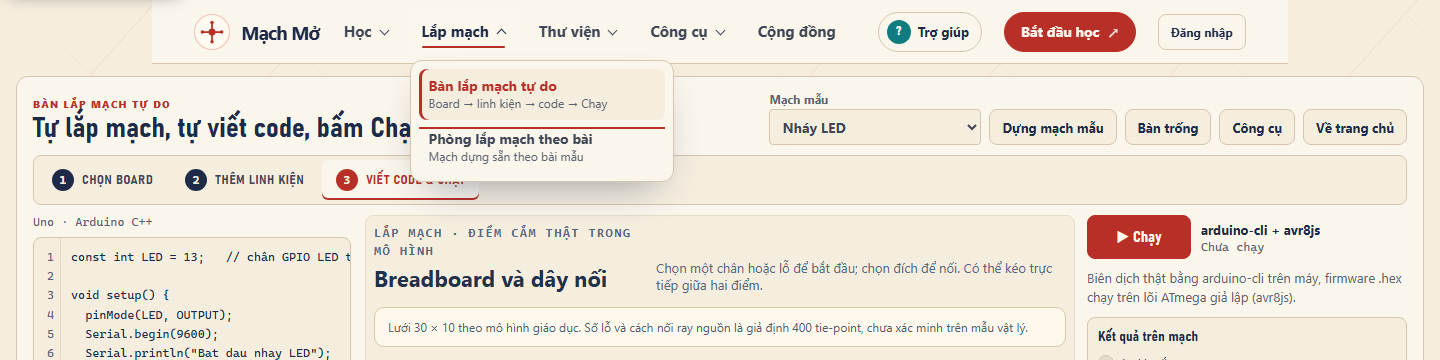 Mạch Mở
Học
Lắp mạch
Thư viện
Công cụ
Cộng đồng
? Trợ giúp
Bắt đầu học ↗
Đăng nhập
Bàn lắp mạch tự do
Board → linh kiện → code → Chạy
Phòng lắp mạch theo bài
Mạch dựng sẵn theo bài mẫu
BÀN LẮP MẠCH TỰ DO
Tự lắp mạch, tự viết code, bấm
Mạch mẫu
Nháy LED
Dựng mạch mẫu
Bàn trống
Công cụ
Về trang chủ
1 CHỌN BOARD
2 THÊM LINH KIỆN
3 VIẾT CODE
Uno · Arduino C++
1 const int LED = 13; // chân GPIO LED
2
3 void setup() {
4 pinMode(LED, OUTPUT);
5 Serial.begin(9600);
6 Serial.println("Bat dau nhay LED");
LẮP MẠCH · ĐIỂM CẮM THẬT TRONG
MÔ HÌNH
Breadboard và dây nối
Chọn một chân hoặc lỗ để bắt đầu; chọn đích để nối. Có thể kéo trực
tiếp giữa hai điểm.
Lưới 30 × 10 theo mô hình giáo dục. Số lỗ và cách nối ray nguồn là giả định 400 tie-point, chưa xác minh trên mẫu vật lý.
▶ Chạy
arduino-cli + avr8js
Chưa chạy
Biên dịch thật bằng arduino-cli trên máy, firmware .hex
chạy trên lõi ATmega giả lập (avr8js).
Kết quả trên mạch